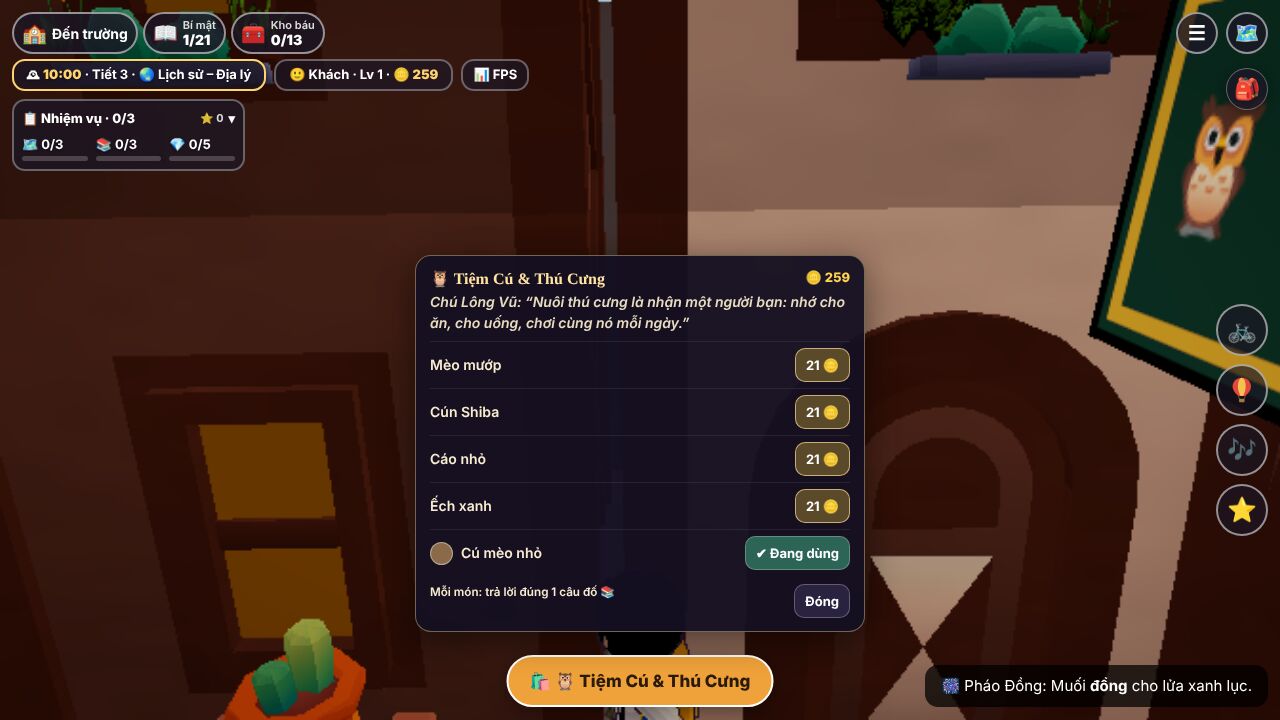 Đến trường
Bí mật
1/21
Kho báu
0/13
10:00 · Tiết 3 · Lịch sử – Địa lý
Khách · Lv 1 · 259
FPS
Nhiệm vụ · 0/3
0 ▾
0/3
0/3
0/5
Tiệm Cú & Thú Cưng
259
Chú Lông Vũ: “Nuôi thú cưng là nhận một người bạn: nhớ cho
ăn, cho uống, chơi cùng nó mỗi ngày.”
Mèo mướp
21
Cún Shiba
21
Cáo nhỏ
21
Ếch xanh
21
Cú mèo nhỏ
✔ Đang dùng
Mỗi món: trả lời đúng 1 câu đố
Đóng
Tiệm Cú & Thú Cưng
Pháo Đồng: Muối đồng cho lửa xanh lục.